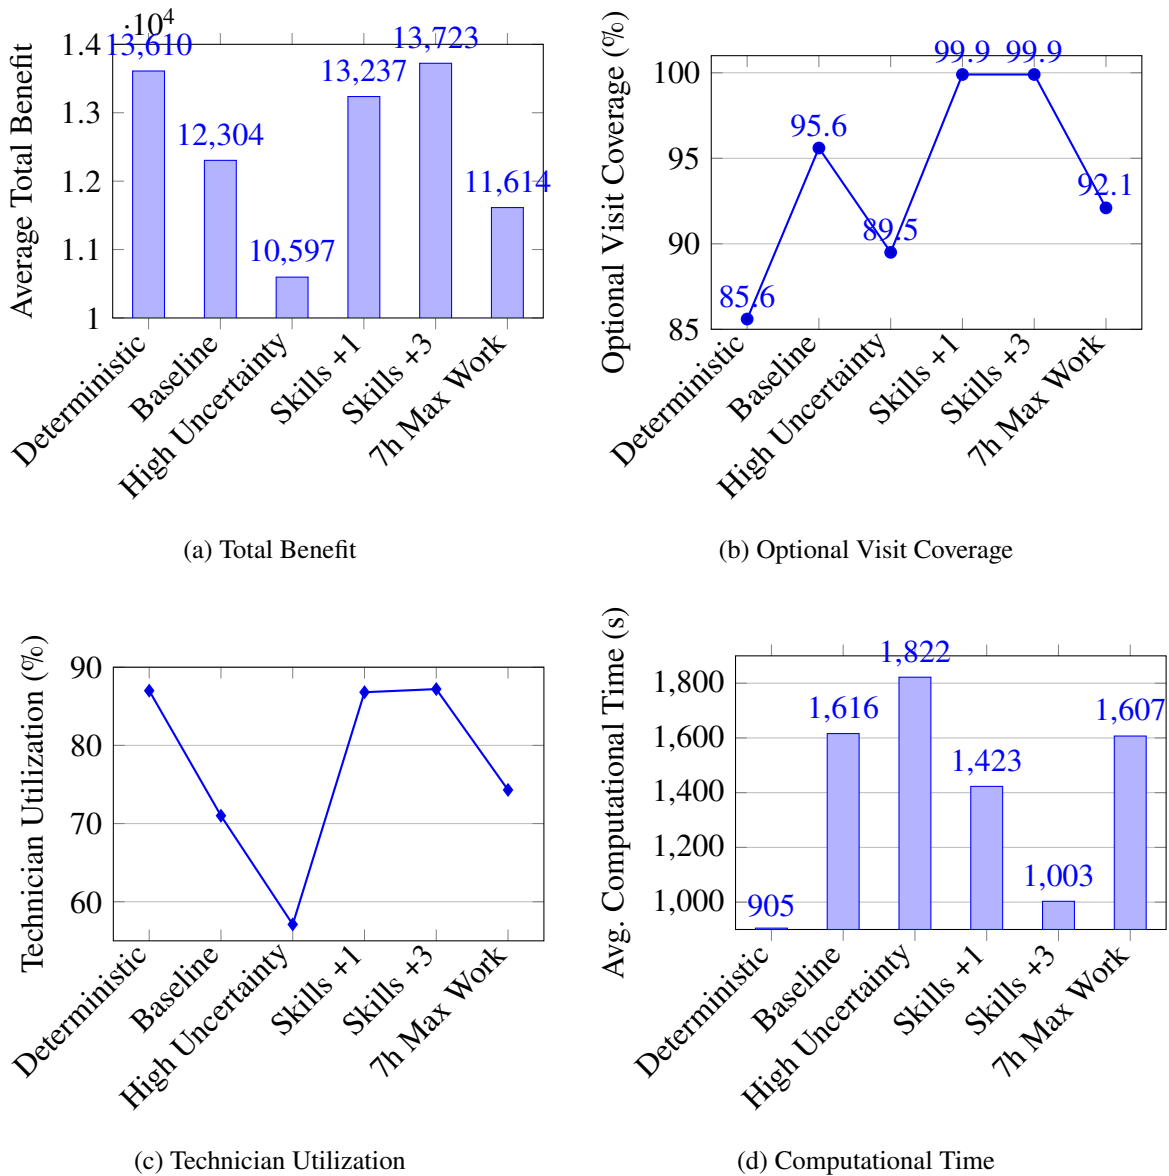 ·10⁴
1.4
1.3
1.2
1.1
1
Average Total Benefit
13,610
12,304
10,597
13,237
13,723
11,614
Deterministic
Baseline
High Uncertainty
Skills +1
Skills +3
7h Max Work
(a) Total Benefit
100
95
90
85
Optional Visit Coverage (%)
85.6
95.6
89.5
99.9
99.9
92.1
Deterministic
Baseline
High Uncertainty
Skills +1
Skills +3
7h Max Work
(b) Optional Visit Coverage
90
80
70
60
Technician Utilization (%)
Deterministic
Baseline
High Uncertainty
Skills +1
Skills +3
7h Max Work
(c) Technician Utilization
1,800
1,600
1,400
1,200
1,000
Avg. Computational Time (s)
905
1,616
1,822
1,423
1,003
1,607
Deterministic
Baseline
High Uncertainty
Skills +1
Skills +3
7h Max Work
(d) Computational Time